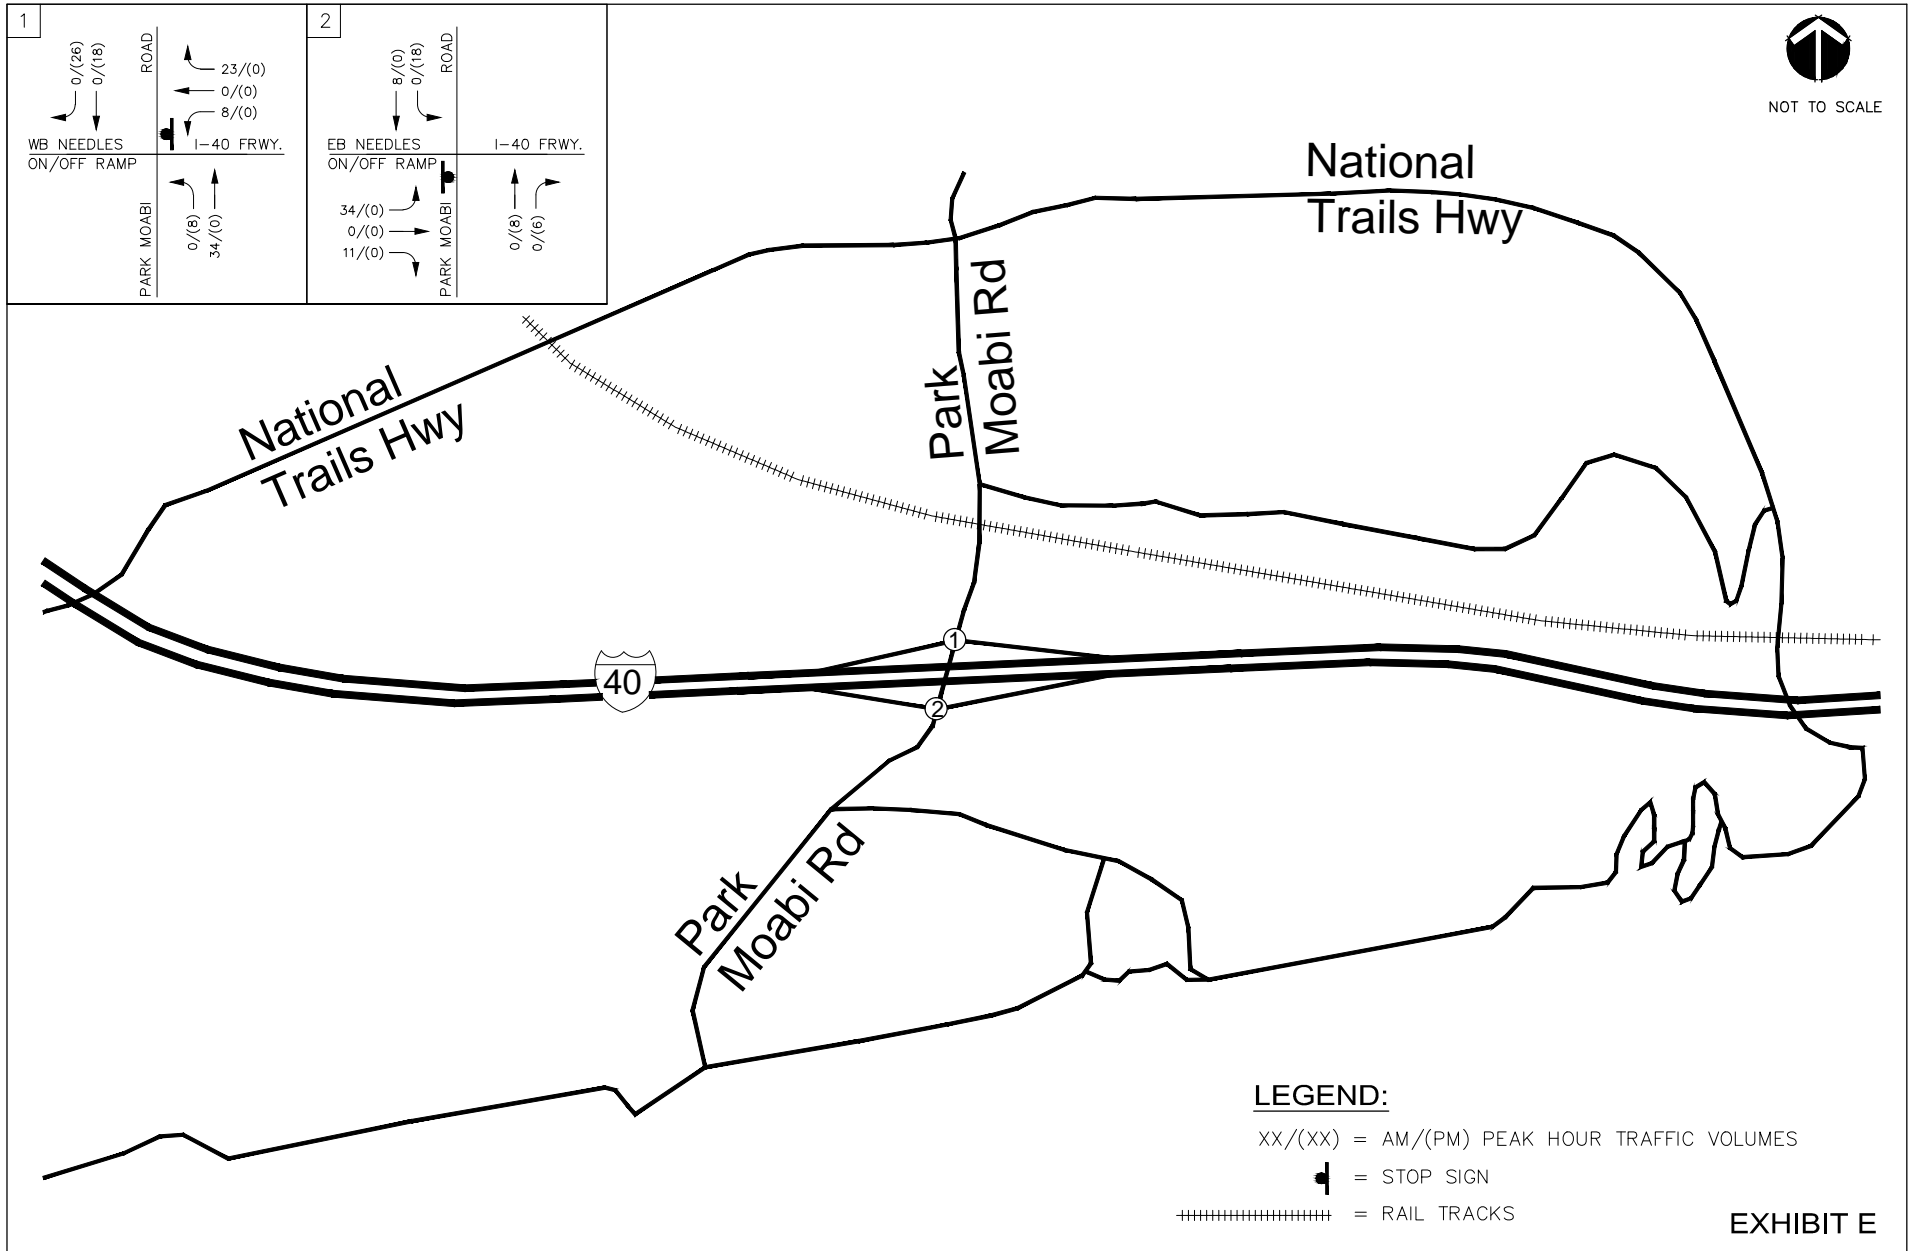 1
0/(26)
0/(18)
ROAD
23/(0)
0/(0)
8/(0)
WB NEEDLES
ON/OFF RAMP
I-40 FRWY.
PARK MOABI
0/(8)
34/(0)
2
8/(0)
0/(18)
ROAD
EB NEEDLES
ON/OFF RAMP
I-40 FRWY.
34/(0)
0/(0)
11/(0)
PARK MOABI
0/(8)
0/(6)
NOT TO SCALE
National
Trails Hwy
Park
Moabi Rd
National
Trails Hwy
1
40
2
Park
Moabi Rd
LEGEND:
XX/(XX) = AM/(PM) PEAK HOUR TRAFFIC VOLUMES
= STOP SIGN
= RAIL TRACKS
EXHIBIT E